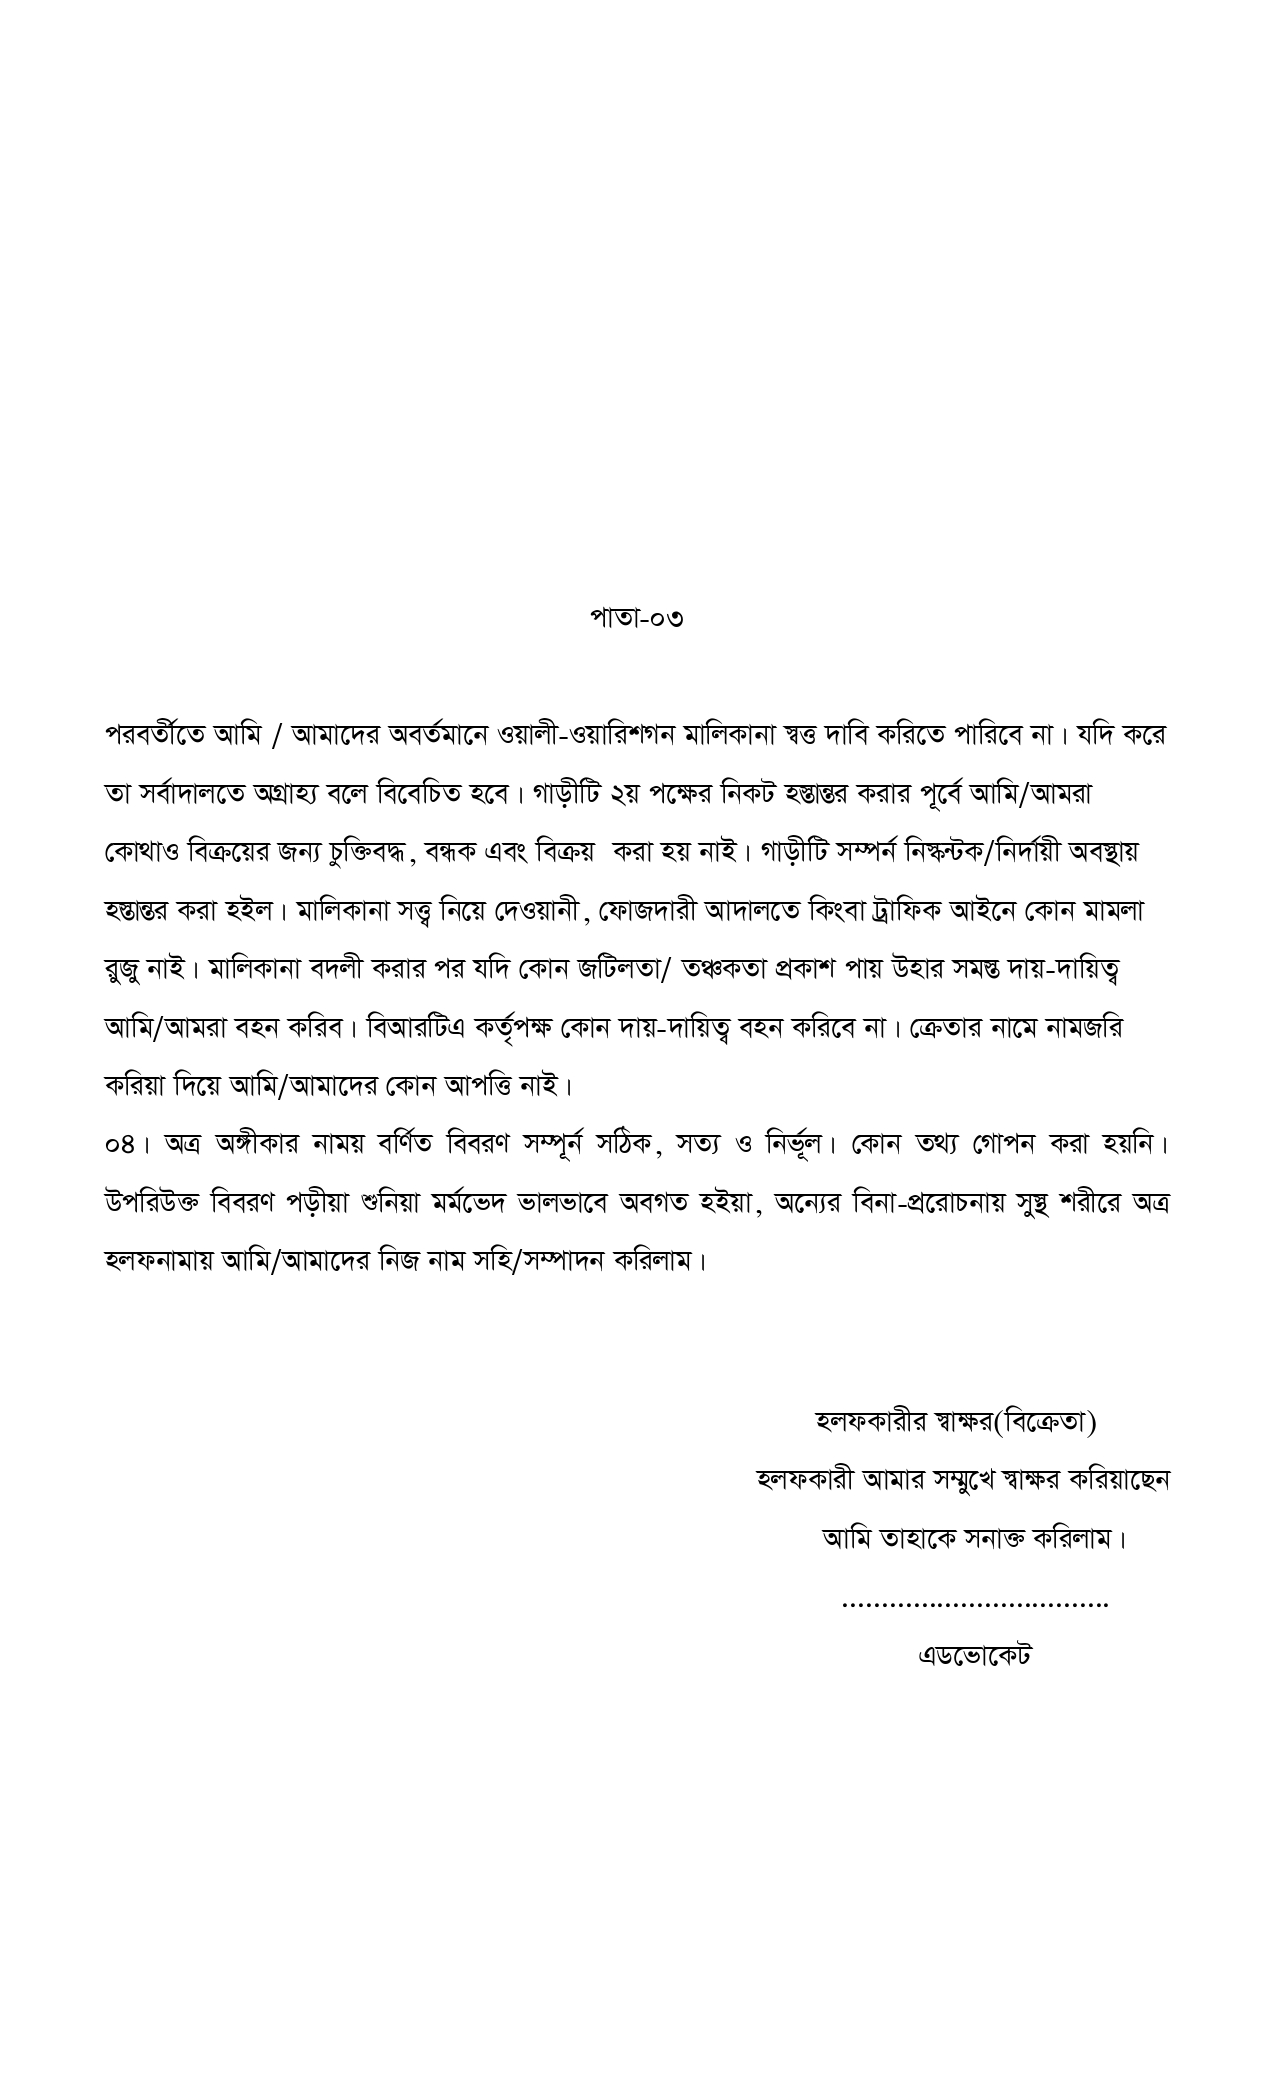 পাতা-০৩
পরবর্তীতে আমি / আমাদের অবর্তমানে ওয়ালী-ওয়ারিশগন মালিকানা স্বত্ত দাবি করিতে পারিবে না। যদি করে
তা সর্বাদালতে অগ্রাহ্য বলে বিবেচিত হবে। গাড়ীটি ২য় পক্ষের নিকট হস্তান্তর করার পূর্বে আমি/আমরা
কোথাও বিক্রয়ের জন্য চুক্তিবদ্ধ, বন্ধক এবং বিক্রয়  করা হয় নাই। গাড়ীটি সম্পর্ন নিস্কন্টক/নির্দায়ী অবস্থায়
হস্তান্তর করা হইল। মালিকানা সত্ত্ব নিয়ে দেওয়ানী, ফোজদারী আদালতে কিংবা ট্রাফিক আইনে কোন মামলা
রুজু নাই। মালিকানা বদলী করার পর যদি কোন জটিলতা/ তঞ্চকতা প্রকাশ পায় উহার সমস্ত দায়-দায়িত্ব
আমি/আমরা বহন করিব। বিআরটিএ কর্তৃপক্ষ কোন দায়-দায়িত্ব বহন করিবে না। ক্রেতার নামে নামজরি
করিয়া দিয়ে আমি/আমাদের কোন আপত্তি নাই।
০৪। অত্র অঙ্গীকার নাময় বর্ণিত বিবরণ সম্পূর্ন সঠিক, সত্য ও নির্ভূল। কোন তথ্য গোপন করা হয়নি।
উপরিউক্ত বিবরণ পড়ীয়া শুনিয়া মর্মভেদ ভালভাবে অবগত হইয়া, অন্যের বিনা-প্ররোচনায় সুস্থ শরীরে অত্র
হলফনামায় আমি/আমাদের নিজ নাম সহি/সম্পাদন করিলাম।
হলফকারীর স্বাক্ষর(বিক্রেতা)
হলফকারী আমার সম্মুখে স্বাক্ষর করিয়াছেন
আমি তাহাকে সনাক্ত করিলাম।
..................................
এডভোকেট